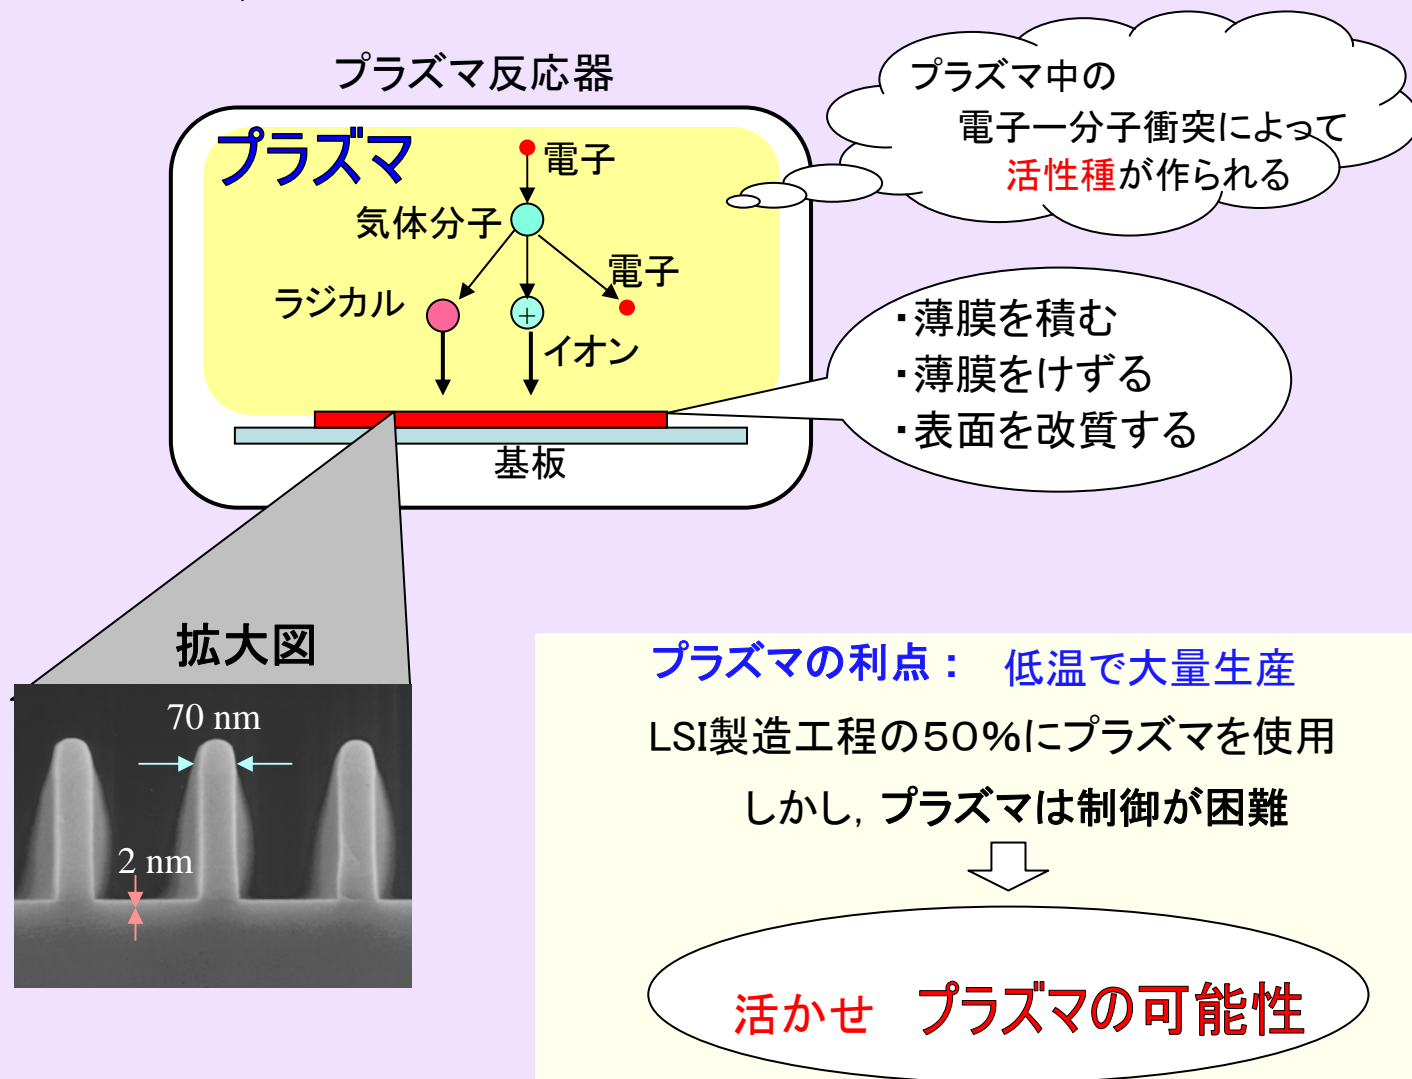 プラズマ反応器
プラズマ中の
電子ー分子衝突によって
活性種が作られる
プラズマ
電子
気体分子
電子
ラジカル
+
イオン
・薄膜を積む
・薄膜をけずる
・表面を改質する
基板
拡大図
70 nm
2 nm
プラズマの利点： 低温で大量生産
LSI製造工程の50%にプラズマを使用
しかし, プラズマは制御が困難
活かせ プラズマの可能性